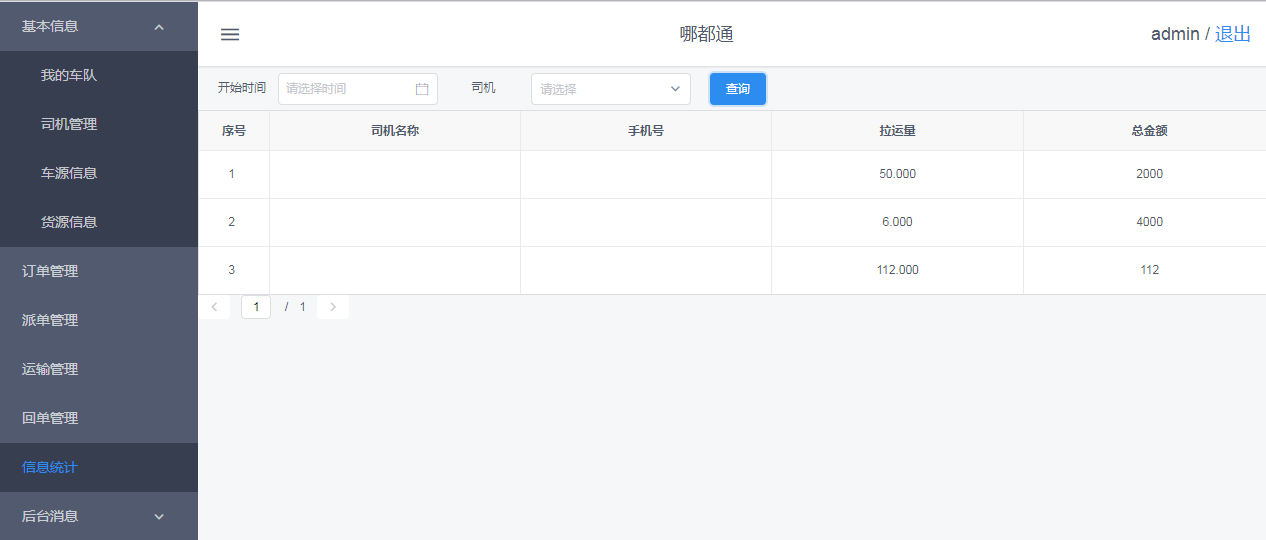 基本信息
我的车队
司机管理
车源信息
货源信息
订单管理
派单管理
运输管理
回单管理
信息统计
后台消息
哪都通
admin / 退出
开始时间 请选择时间 司机 请选择 查询
序号 司机名称 手机号 拉运量 总金额
1 50.000 2000
2 6.000 4000
3 112.000 112
1 / 1